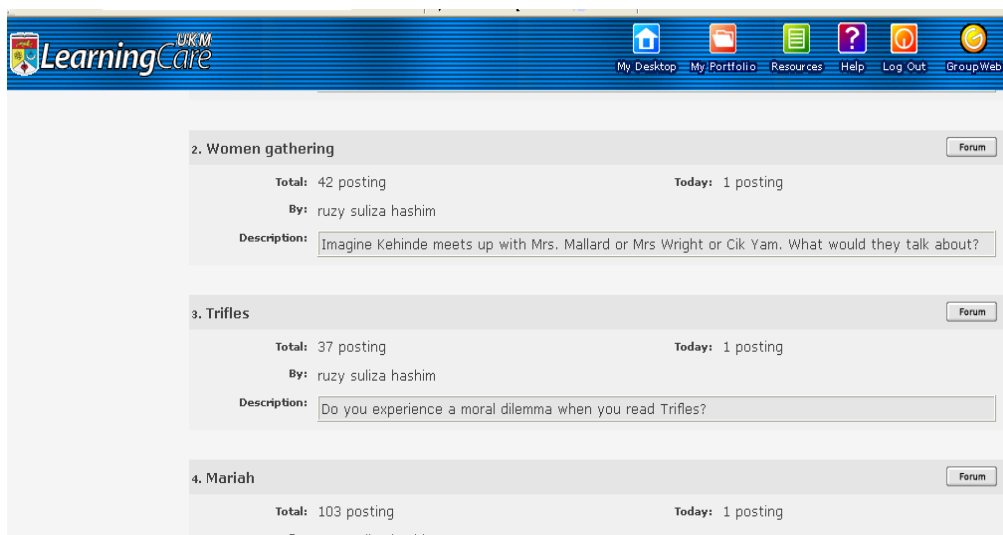 UKM
LearningCare
My Desktop My Portfolio Resources Help Log Out GroupWeb
2. Women gathering Forum
Total: 42 posting Today: 1 posting
By: ruzy suliza hashim
Description: Imagine Kehinde meets up with Mrs. Mallard or Mrs Wright or Cik Yam. What would they talk about?
3. Trifles Forum
Total: 37 posting Today: 1 posting
By: ruzy suliza hashim
Description: Do you experience a moral dilemma when you read Trifles?
4. Mariah Forum
Total: 103 posting Today: 1 posting